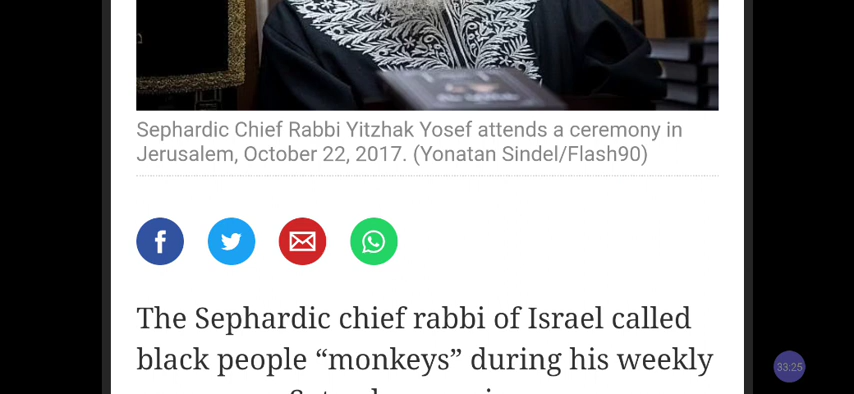 Sephardic Chief Rabbi Yitzhak Yosef attends a ceremony in
Jerusalem, October 22, 2017. (Yonatan Sindel/Flash90)
The Sephardic chief rabbi of Israel called
black people “monkeys” during his weekly
33.25